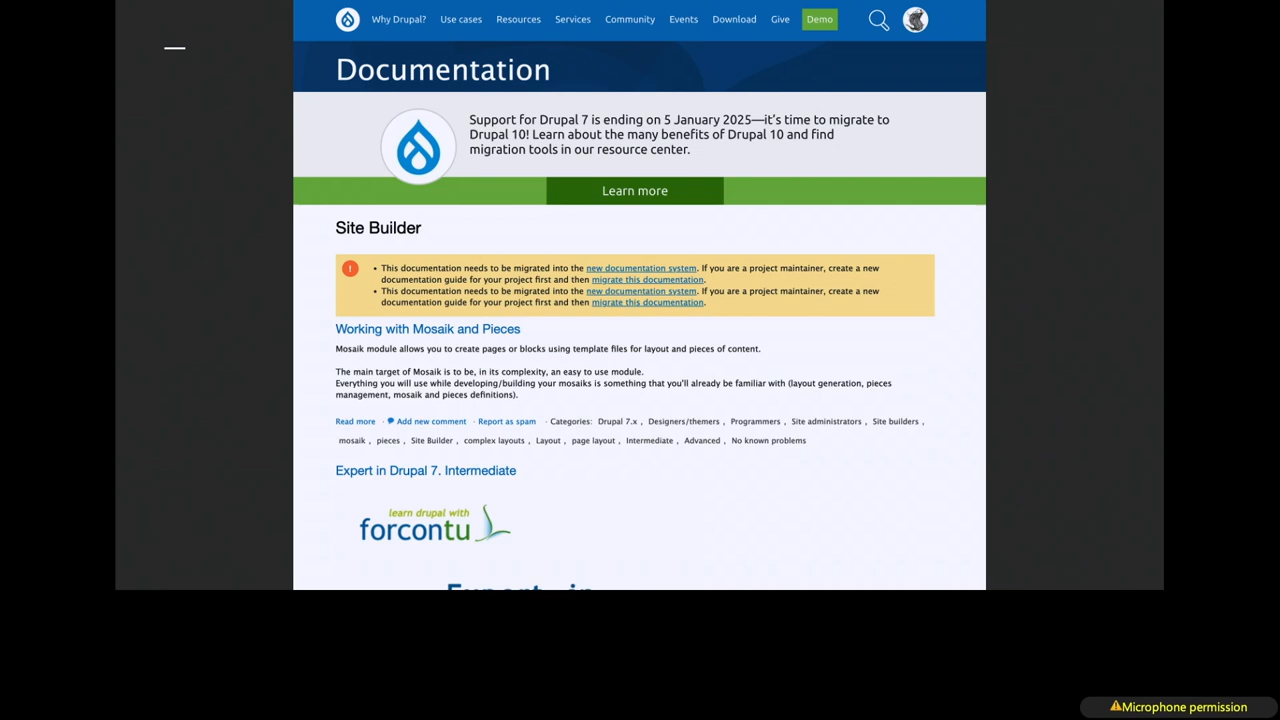 Why Drupal? Use cases Resources Services Community Events Download Give Demo
Documentation
Support for Drupal 7 is ending on 5 January 2025—it’s time to migrate to
Drupal 10! Learn about the many benefits of Drupal 10 and find
migration tools in our resource center.
Learn more
Site Builder
• This documentation needs to be migrated into the new documentation system. If you are a project maintainer, create a new
documentation guide for your project first and then migrate this documentation.
• This documentation needs to be migrated into the new documentation system. If you are a project maintainer, create a new
documentation guide for your project first and then migrate this documentation.
Working with Mosaik and Pieces
Mosaik module allows you to create pages or blocks using template files for layout and pieces of content.
The main target of Mosaik is to be, in its complexity, an easy to use module.
Everything you will use while developing/building your mosaiks is something that you'll already be familiar with (layout generation, pieces
management, mosaik and pieces definitions).
Read more · Add new comment · Report as spam · Categories: Drupal 7.x , Designers/themers , Programmers , Site administrators , Site builders ,
mosaik , pieces , Site Builder , complex layouts , Layout , page layout , Intermediate , Advanced , No known problems
Expert in Drupal 7. Intermediate
learn drupal with
forcontu
Expert in
Microphone permission